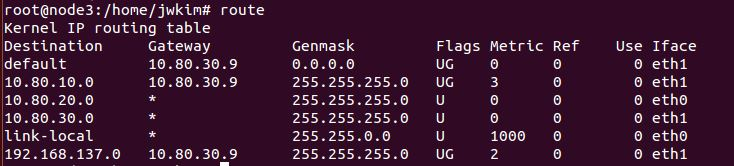 root@node3:/home/jwkim# route
Kernel IP routing table
Destination     Gateway         Genmask         Flags Metric Ref    Use Iface
default         10.80.30.9      0.0.0.0         UG    0      0        0 eth1
10.80.10.0      10.80.30.9      255.255.255.0   UG    3      0        0 eth1
10.80.20.0      *               255.255.255.0   U     0      0        0 eth0
10.80.30.0      *               255.255.255.0   U     0      0        0 eth1
link-local      *               255.255.0.0     U     1000   0        0 eth1
192.168.137.0   10.80.30.9      255.255.255.0   UG    2      0        0 eth1